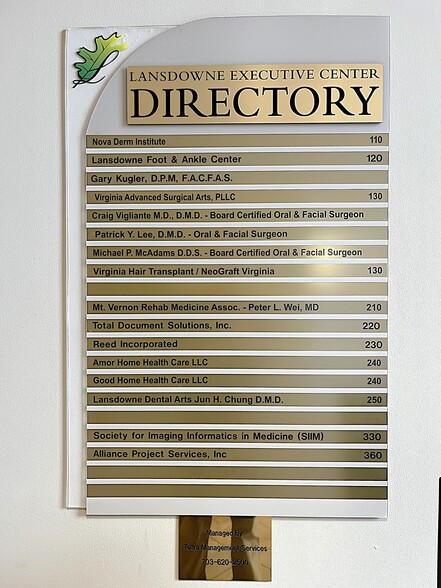 LANSDOWNE EXECUTIVE CENTER
DIRECTORY
Nova Derm Institute 110
Lansdowne Foot & Ankle Center 120
Gary Kugler, D.P.M, F.A.C.F.A.S.
Virginia Advanced Surgical Arts, PLLC 130
Craig Vigliante M.D., D.M.D. - Board Certified Oral & Facial Surgeon
Patrick Y. Lee, D.M.D. - Oral & Facial Surgeon
Michael P. McAdams D.D.S. - Board Certified Oral & Facial Surgeon
Virginia Hair Transplant / NeoGraft Virginia 130
Mt. Vernon Rehab Medicine Assoc. - Peter L. Wei, MD 210
Total Document Solutions, Inc. 220
Reed Incorporated 230
Amor Home Health Care LLC 240
Good Home Health Care LLC 240
Lansdowne Dental Arts Jun H. Chung D.M.D. 250
Society for Imaging Informatics in Medicine (SIIM) 330
Alliance Project Services, Inc 360
Managed By
Management Services